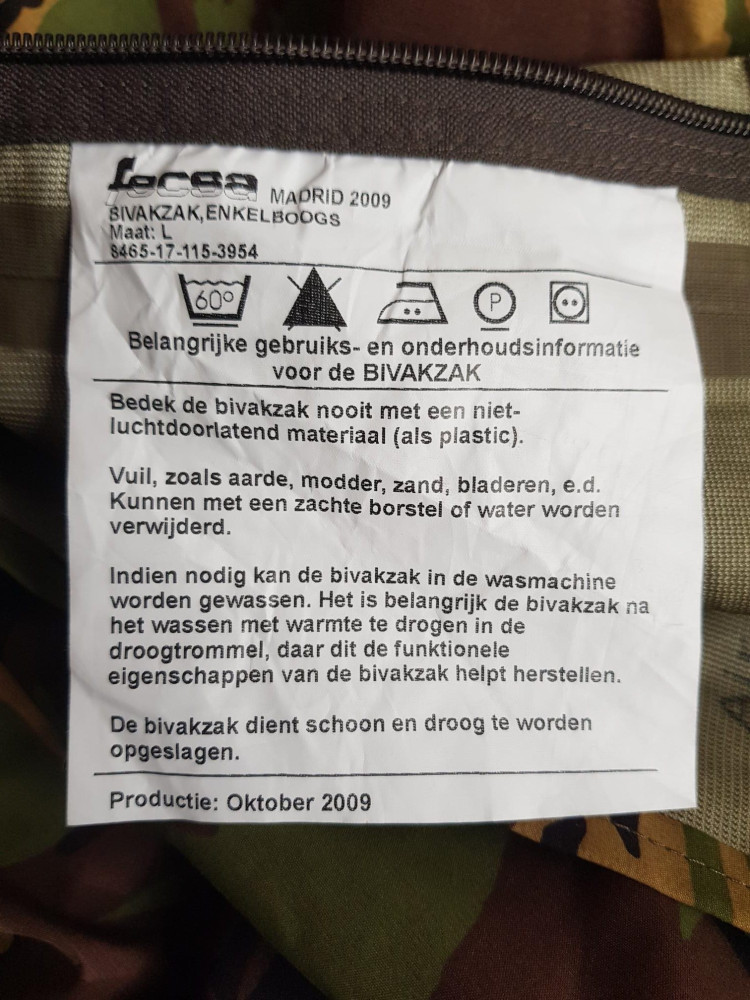 fecsa MADRID 2009
BIVAKZAK,ENKELBOOGS
Maat: L
8465-17-115-3954
60° P
Belangrijke gebruiks- en onderhoudsinformatie
voor de BIVAKZAK
Bedek de bivakzak nooit met een niet-
luchtdoorlatend materiaal (als plastic).
Vuil, zoals aarde, modder, zand, bladeren, e.d.
Kunnen met een zachte borstel of water worden
verwijderd.
Indien nodig kan de bivakzak in de wasmachine
worden gewassen. Het is belangrijk de bivakzak na
het wassen met warmte te drogen in de
droogtrommel, daar dit de funktionele
eigenschappen van de bivakzak helpt herstellen.
De bivakzak dient schoon en droog te worden
opgeslagen.
Productie: Oktober 2009